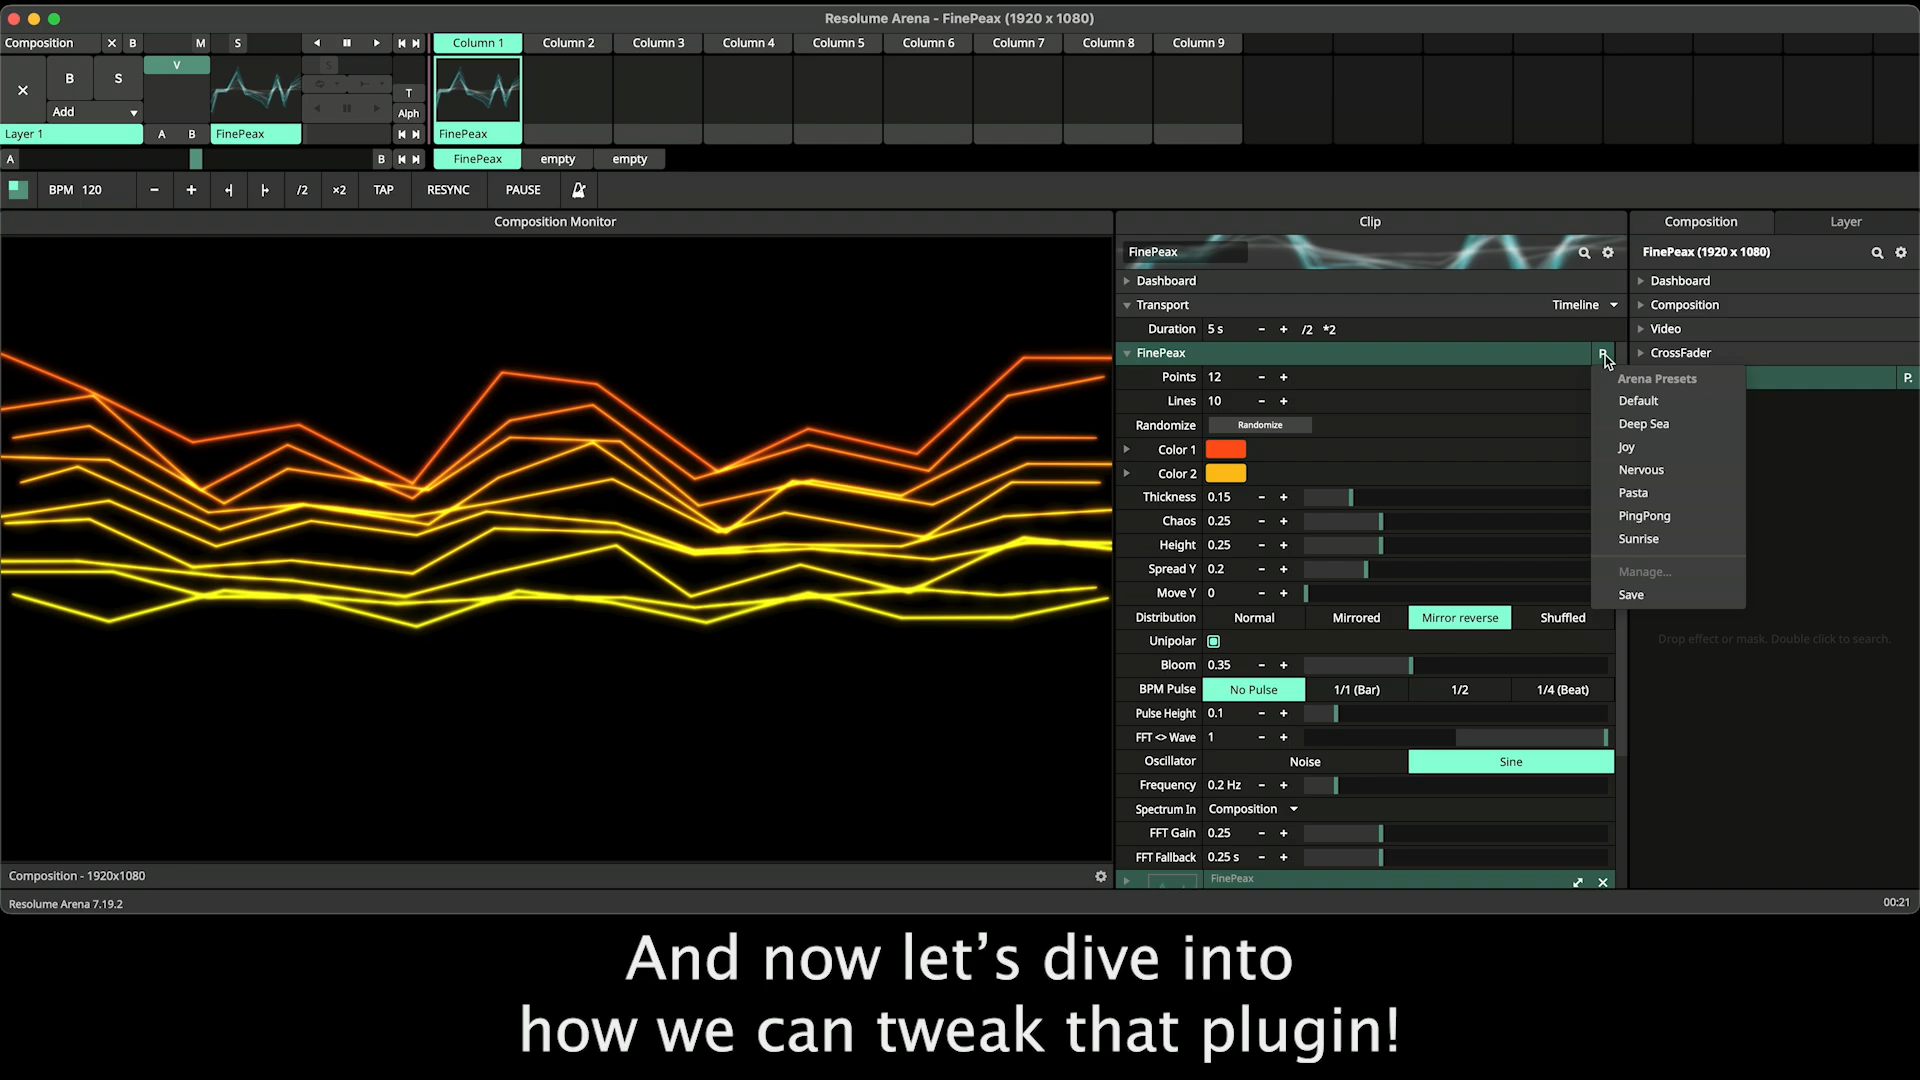 Resolume Arena - FinePeax (1920 x 1080)
Composition
B
M
S
Column 1
Column 2
Column 3
Column 4
Column 5
Column 6
Column 7
Column 8
Column 9
B
S
V
S
Add
T
Alph
Layer 1
A
B
FinePeax
FinePeax
A
B
FinePeax
empty
empty
BPM 120
/2
×2
TAP
RESYNC
PAUSE
Composition Monitor
Clip
Composition
Layer
FinePeax
FinePeax (1920 x 1080)
Dashboard
Dashboard
Transport
Timeline
Composition
Duration 5 s - + /2 *2
Video
FinePeax
CrossFader
P.
Points 12 - +
Arena Presets
Default
Deep Sea
Joy
Nervous
Pasta
PingPong
Sunrise
Manage...
Save
Lines 10 - +
Randomize Randomize
Color 1
Color 2
Thickness 0.15 - +
Chaos 0.25 - +
Height 0.25 - +
Spread Y 0.2 - +
Move Y 0 - +
Distribution Normal Mirrored Mirror reverse Shuffled
Unipolar
Drop effect or mask. Double click to search.
Bloom 0.35 - +
BPM Pulse No Pulse 1/1 (Bar) 1/2 1/4 (Beat)
Pulse Height 0.1 - +
FFT <> Wave 1 - +
Oscillator Noise Sine
Frequency 0.2 Hz - +
Spectrum In Composition
FFT Gain 0.25 - +
FFT Fallback 0.25 s - +
FinePeax
Composition - 1920x1080
Resolume Arena 7.19.2
00:21
And now let's dive into
how we can tweak that plugin!